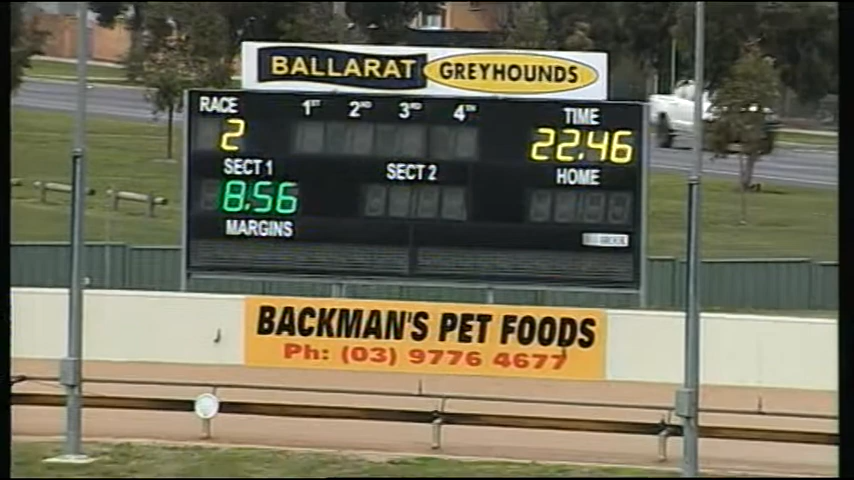 BALLARAT GREYHOUNDS
RACE 1ST 2ND 3RD 4TH TIME
2 22.46
SECT 1 SECT 2 HOME
8.56
MARGINS
BACKMAN'S PET FOODS
Ph: (03) 9776 4677